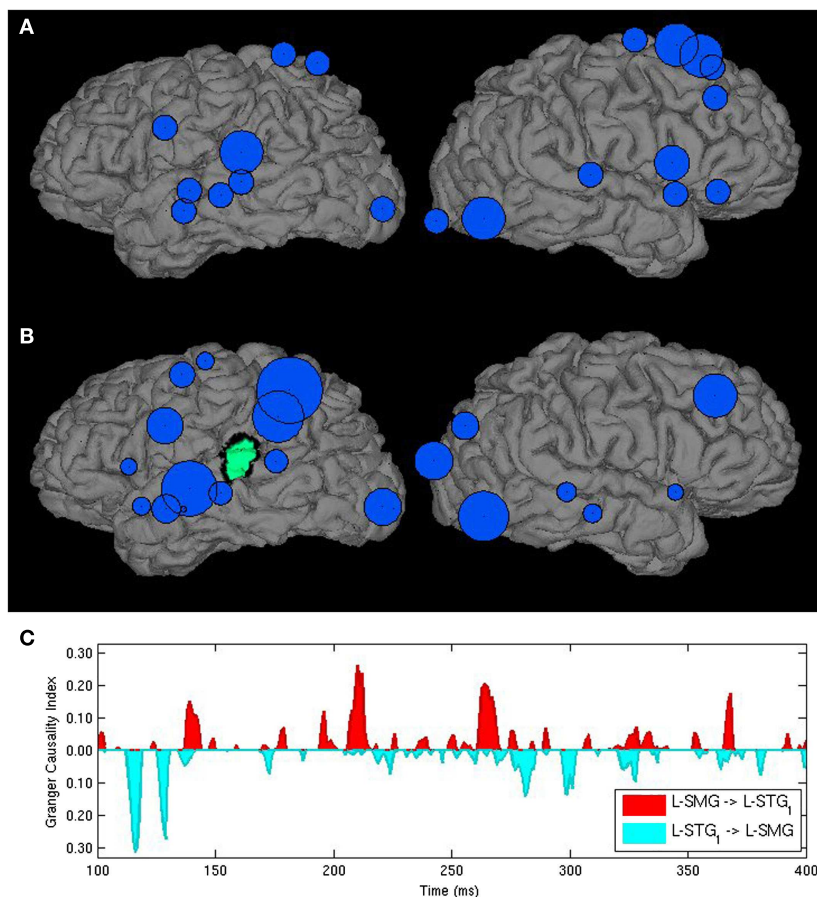 A
B
C
Granger Causality Index
0.30
0.20
0.10
0.00
0.10
0.20
0.30
L-SMG -> L-STG₁
L-STG₁ -> L-SMG
100 150 200 250 300 350 400
Time (ms)